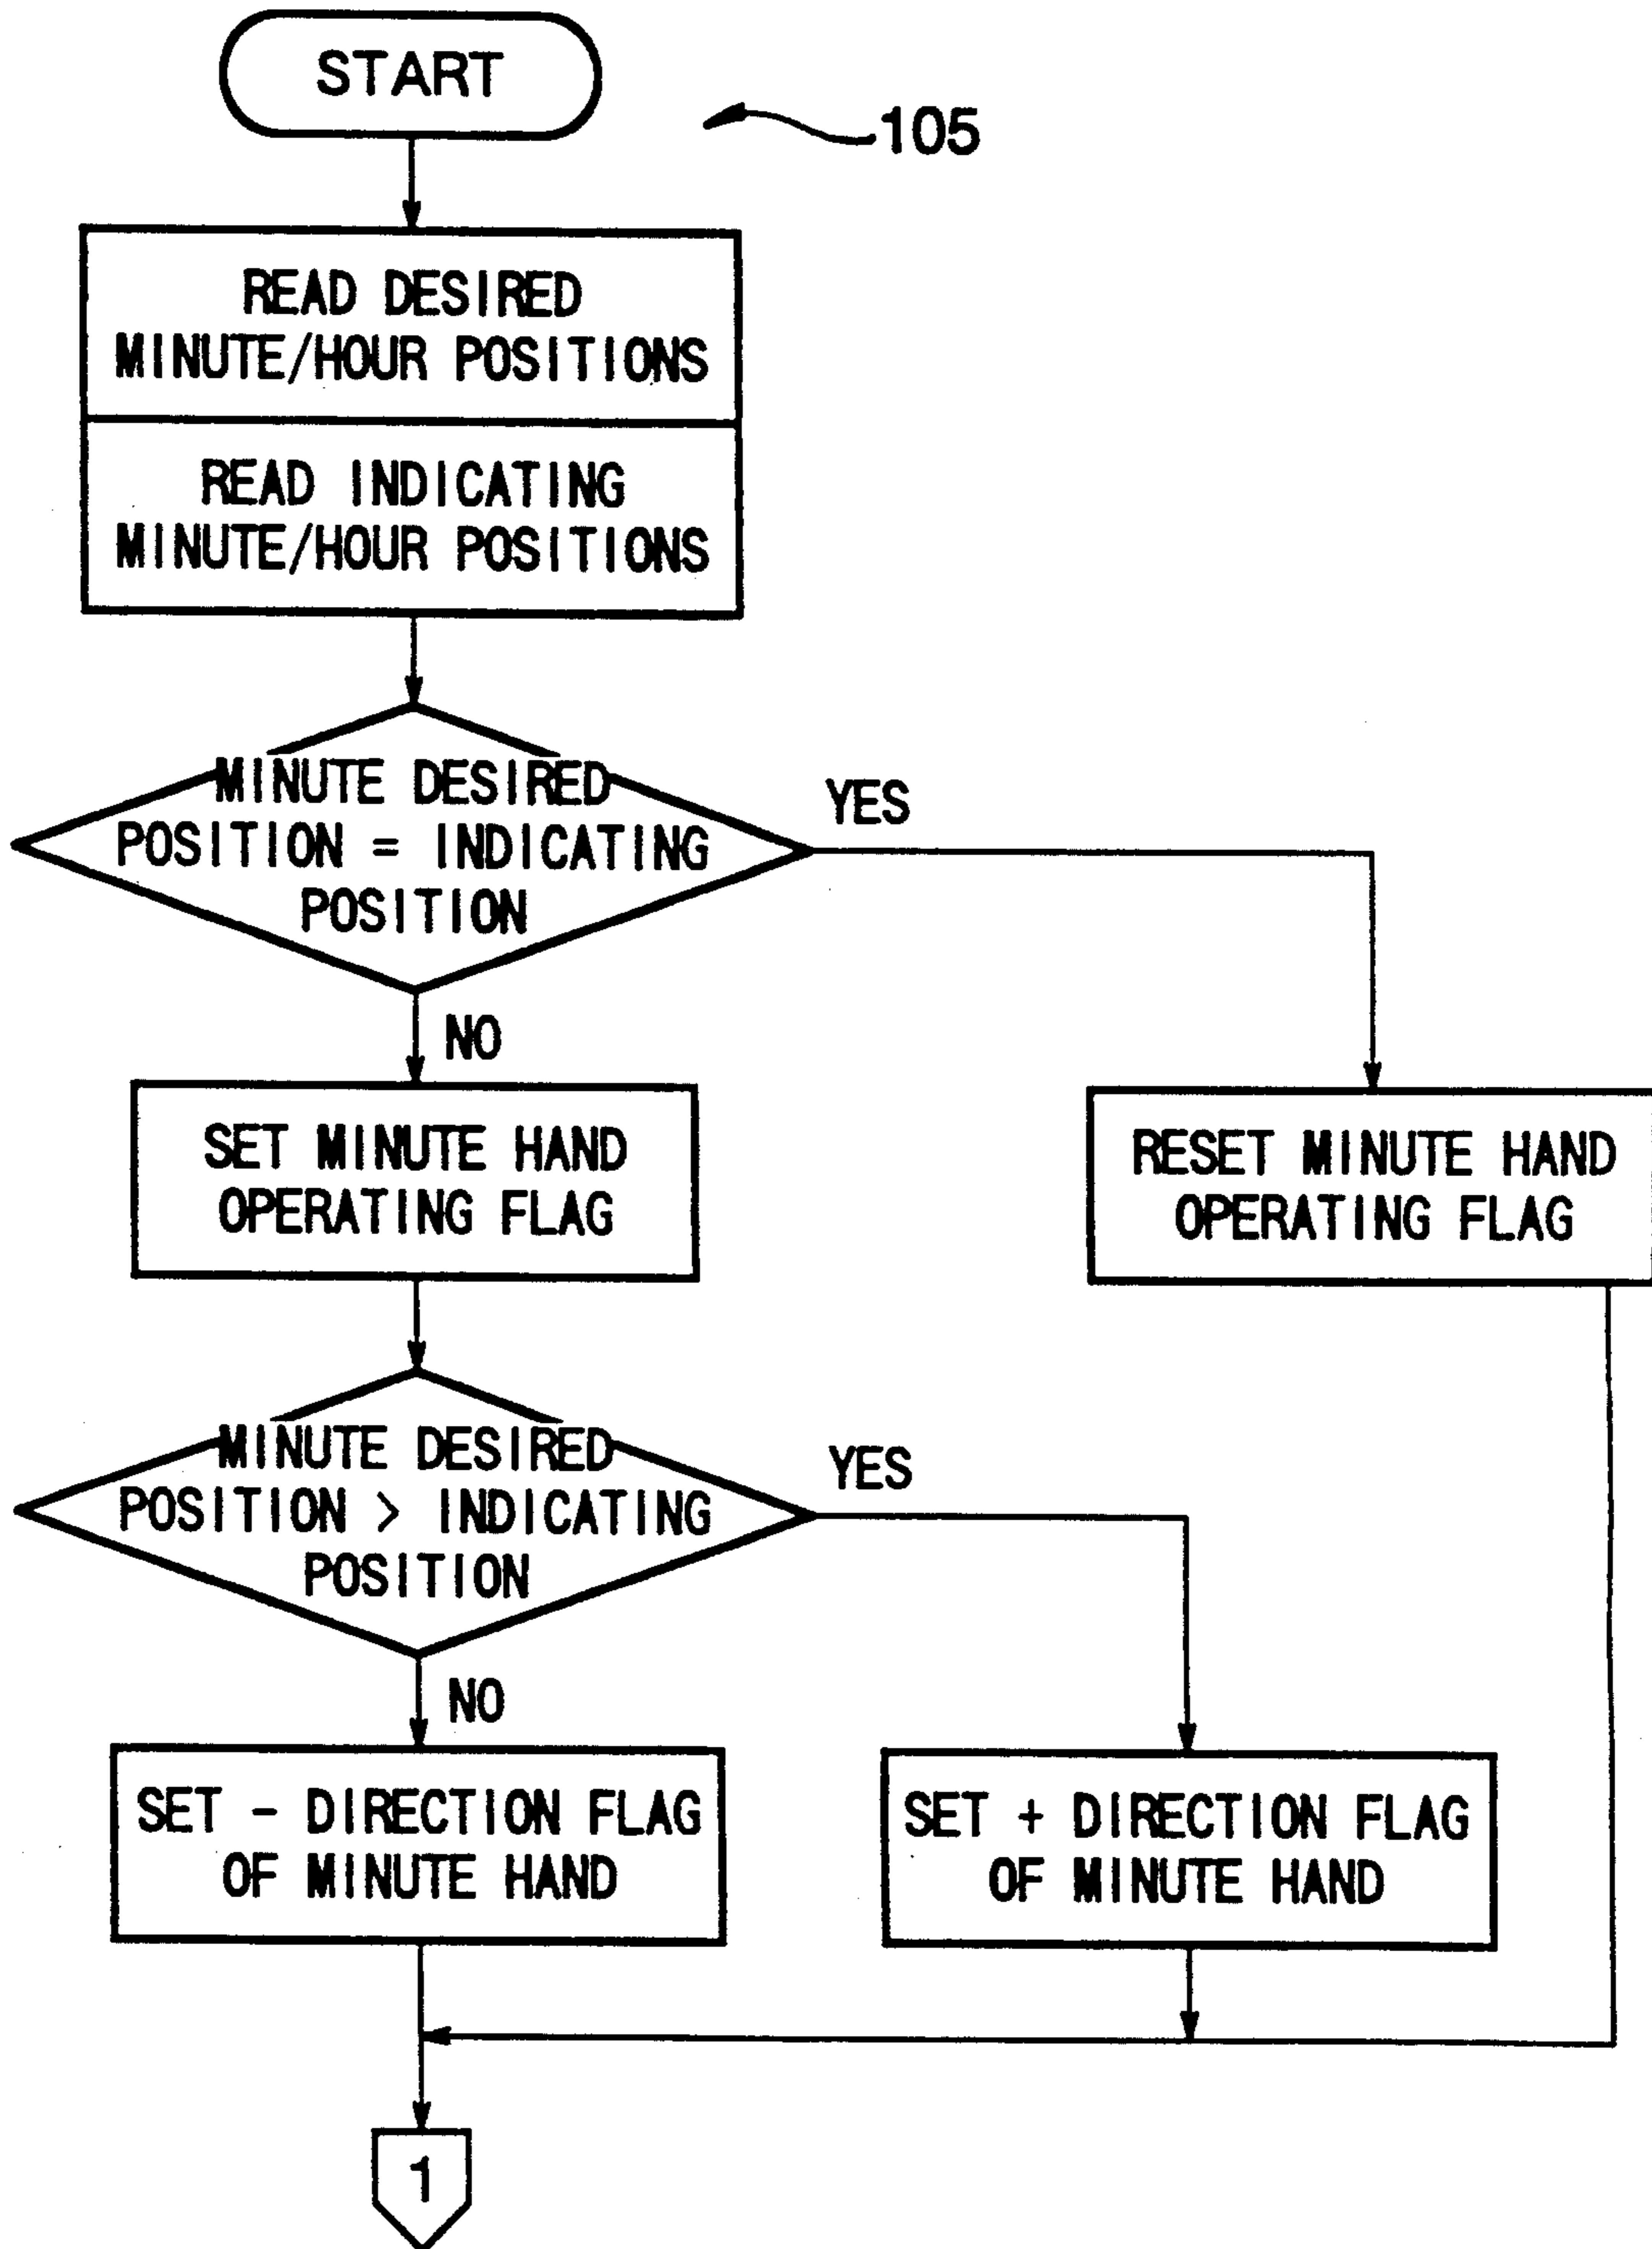 START
105
READ DESIRED
MINUTE/HOUR POSITIONS
READ INDICATING
MINUTE/HOUR POSITIONS
MINUTE DESIRED
POSITION = INDICATING
POSITION
YES
NO
SET MINUTE HAND
OPERATING FLAG
RESET MINUTE HAND
OPERATING FLAG
MINUTE DESIRED
POSITION > INDICATING
POSITION
YES
NO
SET - DIRECTION FLAG
OF MINUTE HAND
SET + DIRECTION FLAG
OF MINUTE HAND
1